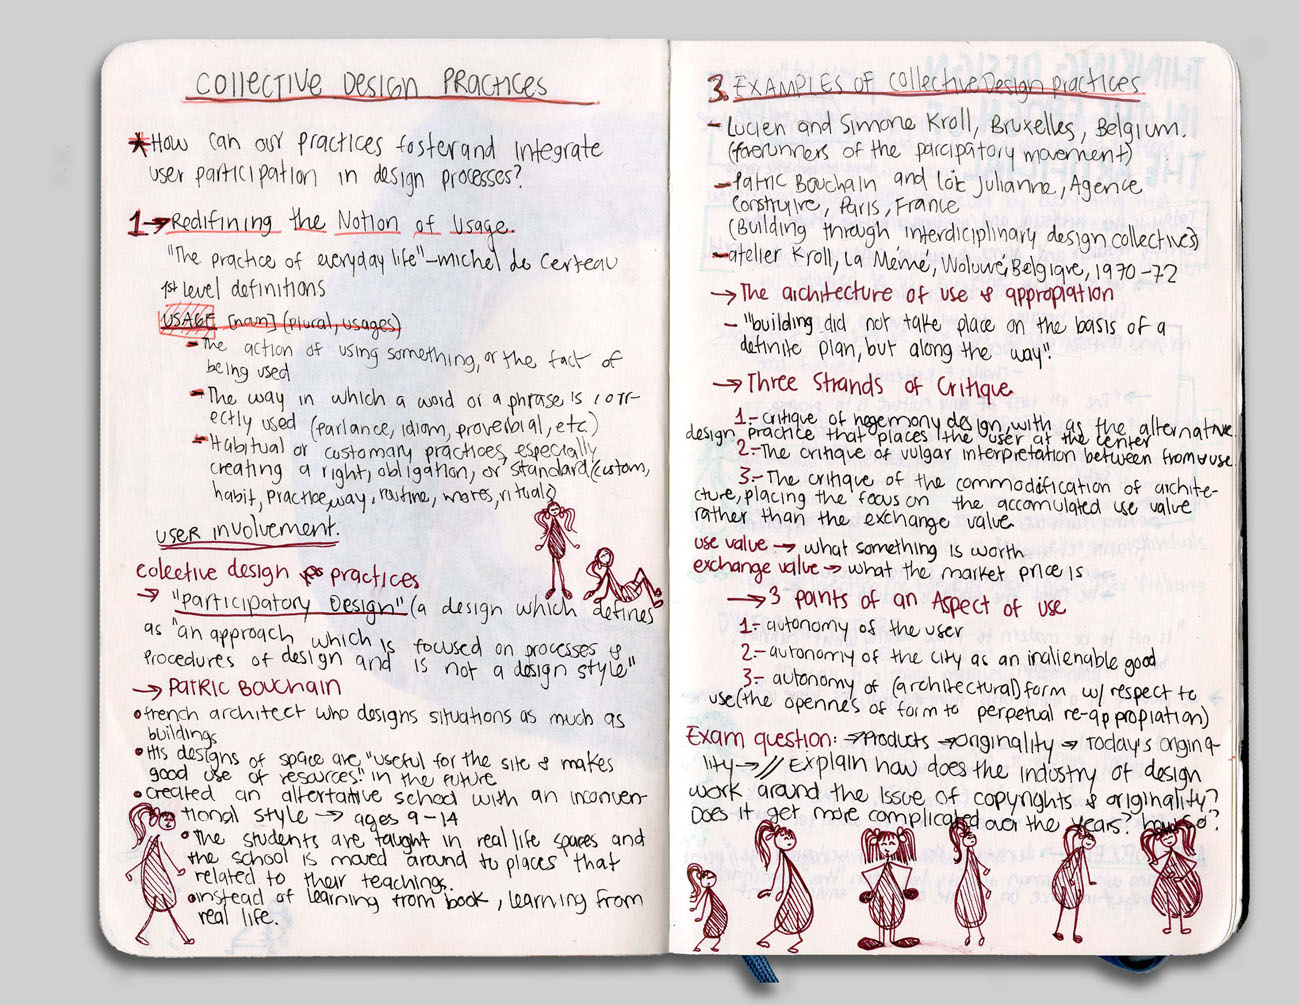 COLLECTIVE DESIGN PRACTICES
*How can our practices foster and integrate
user participation in design processes?
1→Redifining the Notion of Usage.
"The practice of everyday life"-michel de Certeau
1st level definitions
USAGE [noun] (plural, usages)
- The action of using something, or the fact of
being used
- The way in which a word or a phrase is corr-
ectly used (parlance, idiom, proverbial, etc.)
- Habitual or customary practices, especially
creating a right, obligation, or standard (custom,
habit, practice, way, routine, mores, ritual)
USER involvement.
colective design practices
→ "Participatory Design" (a design which defines
as "an approach which is focused on processes &
procedures of design and is not a design style"
→ PATRIC BOUCHAIN
• french architect who designs situations as much as
buildings
• His designs of space are "useful for the site & makes
good use of resources" in the future
• created an altertative school with an inconven-
tional style → ages 9-14
• The students are taught in real life spaces and
the school is moved around to places that
related to their teachings.
• instead of learning from book, learning from
real life.
3. EXAMPLES OF Collective Design Practices
- Lucien and Simone Kroll, Bruxelles, Belgium.
(forerunners of the parcipatory movement)
- Patric Bouchain and Loïc Julianne, Agence
Construire, Paris, France
(Building through interdiciplinary design collectives)
- atelier Kroll, La Memé, Woluwé, Belgique, 1970-72
→ The architecture of use & appropiation
- "building did not take place on the basis of a
definite plan, but along the way".
→ Three Strands of Critique
1.- critique of hegemony design, with as the alternative
design practice that places the user at the center
2.- The critique of vulgar interpretation between from & use
3.- The critique of the commodification of archite-
cture, placing the focus on the accumulated use value
rather than the exchange value
use value → what something is worth
exchange value → what the market price is
→ 3 points of an Aspect of use
1.- autonomy of the user
2.- autonomy of the city as an inalienable good
3.- autonomy of (architectural) form w/ respect to
use (the openne's of form to perpetual re-appropiation)
Exam question: → Products → originality → Today's origina-
lity → // Explain how does the industry of design
work around the issue of copyrights & originality?
Does it get more complicated over the years? how so?